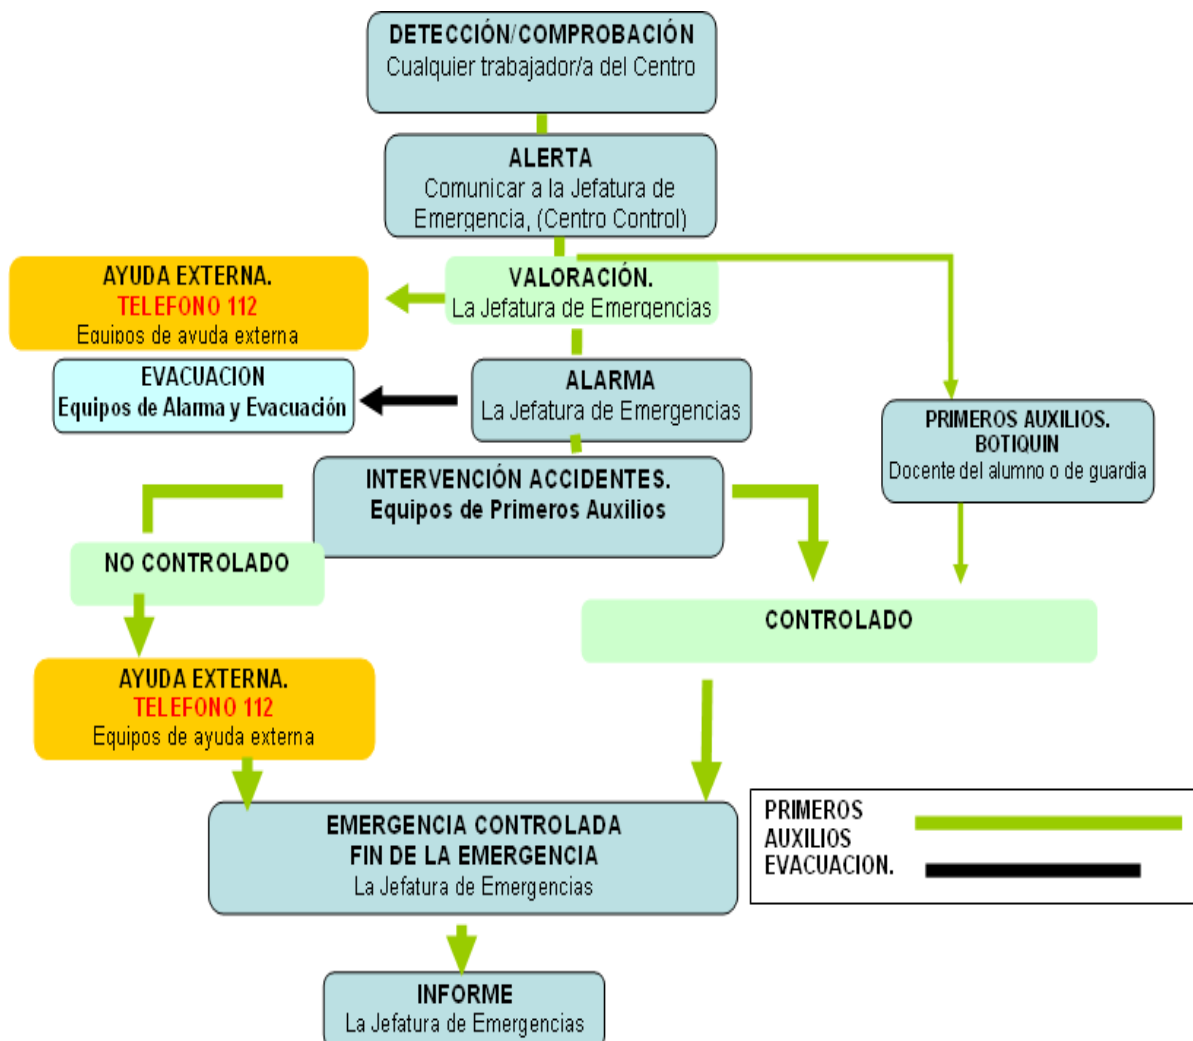 DETECCIÓN/COMPROBACIÓN
Cualquier trabajador/a del Centro
ALERTA
Comunicar a la Jefatura de
Emergencia, (Centro Control)
AYUDA EXTERNA.
TELEFONO 112
Equipos de ayuda externa
VALORACIÓN.
La Jefatura de Emergencias
EVACUACION
Equipos de Alarma y Evacuación
ALARMA
La Jefatura de Emergencias
PRIMEROS AUXILIOS.
BOTIQUIN
Docente del alumno o de guardia
INTERVENCIÓN ACCIDENTES.
Equipos de Primeros Auxilios
NO CONTROLADO
CONTROLADO
AYUDA EXTERNA.
TELEFONO 112
Equipos de ayuda externa
EMERGENCIA CONTROLADA
FIN DE LA EMERGENCIA
La Jefatura de Emergencias
PRIMEROS
AUXILIOS
EVACUACION.
INFORME
La Jefatura de Emergencias